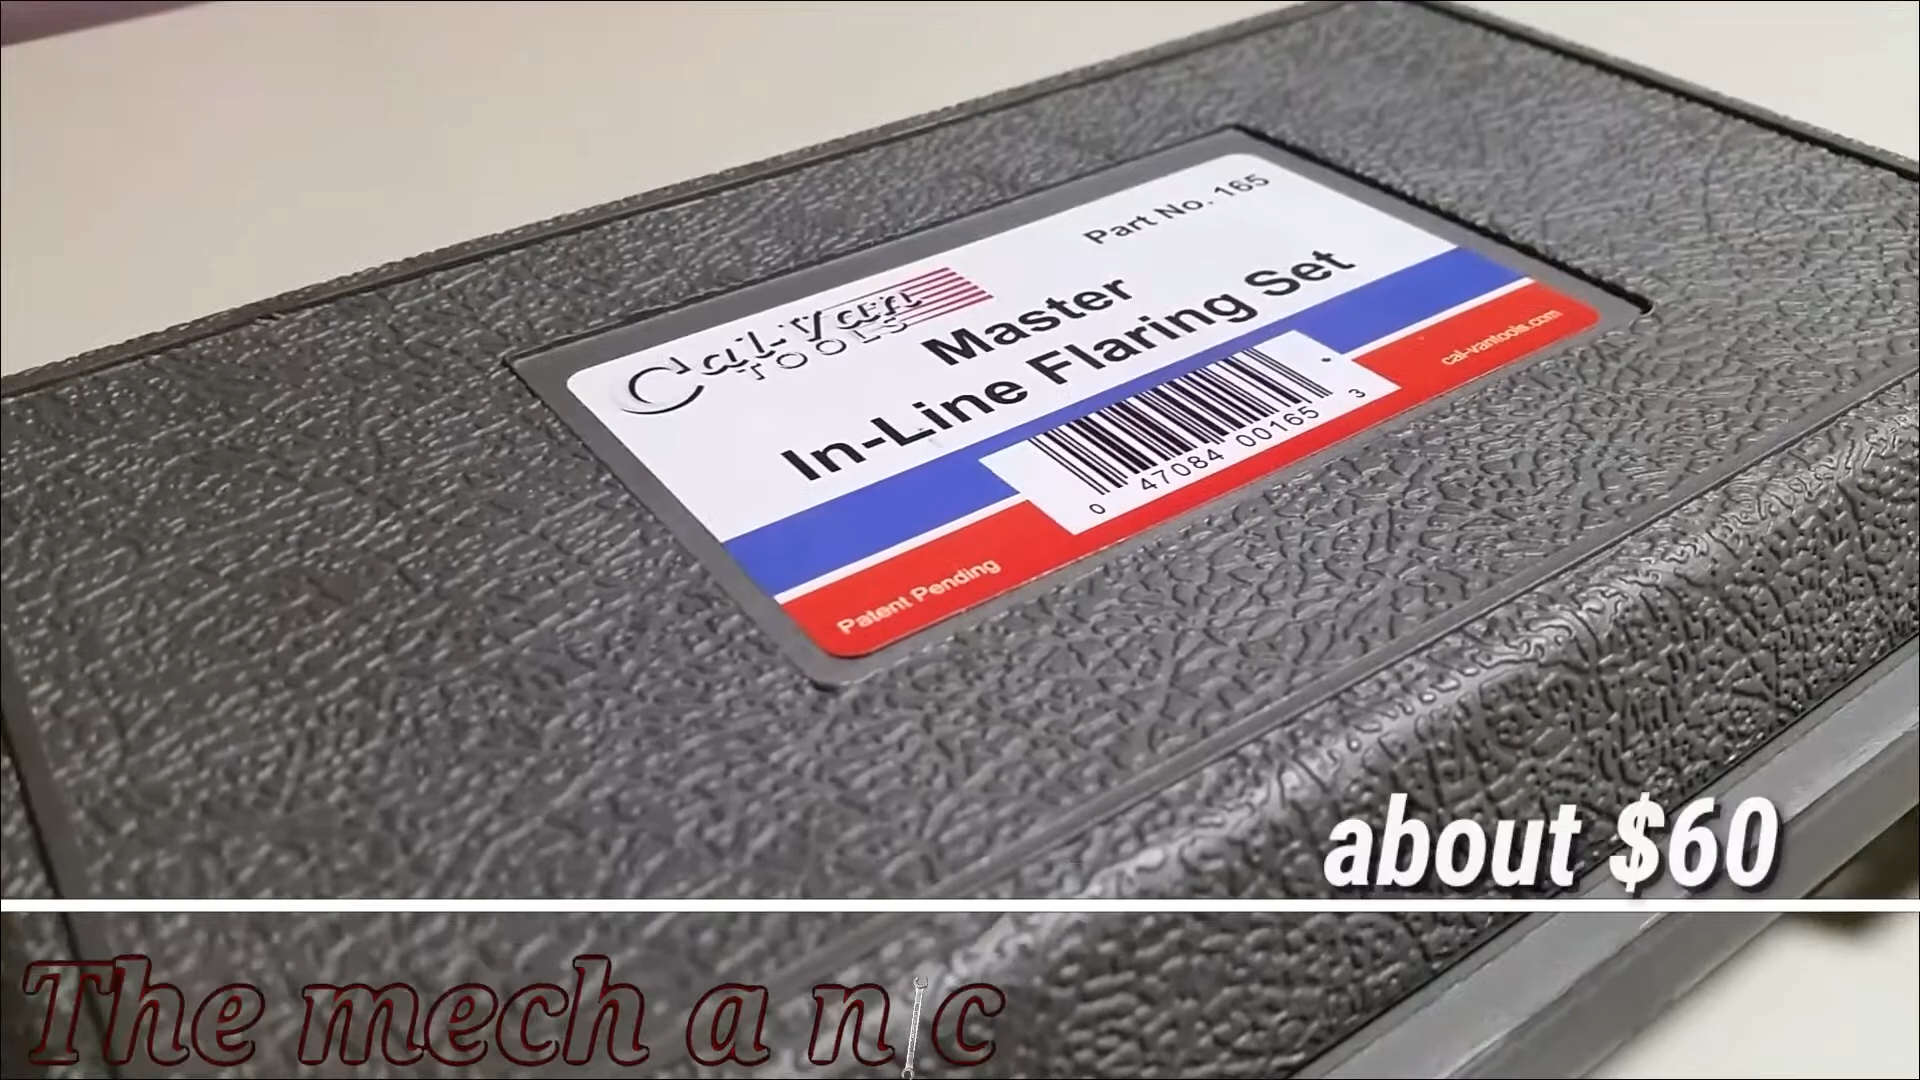 Part No. 165
Cal-Van
TOOLS
Master
In-Line Flaring Set
cal-vantools.com
0 47084 00165 3
Patent Pending
about $60
The mechanic